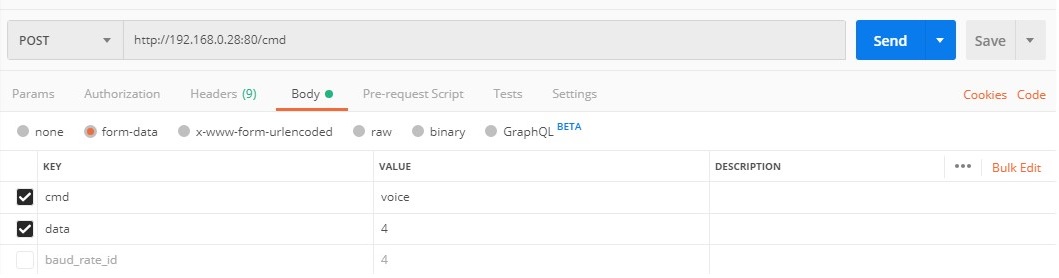 POST http://192.168.0.28:80/cmd Send Save
Params Authorization Headers (9) Body Pre-request Script Tests Settings Cookies Code
none form-data x-www-form-urlencoded raw binary GraphQL BETA
KEY VALUE DESCRIPTION ••• Bulk Edit
cmd voice
data 4
baud_rate_id 4